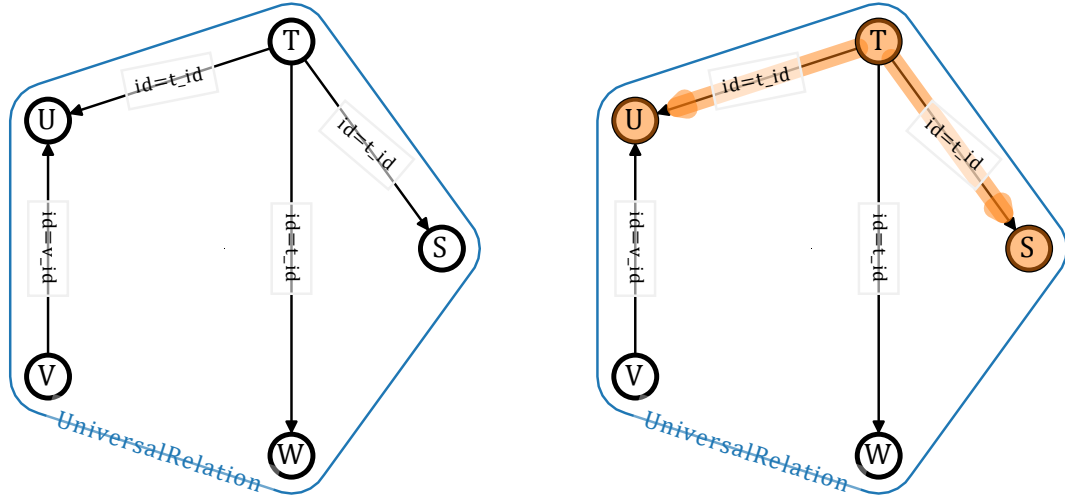 T
id=t_id
U
id=t_id
id=v_id
id=t_id
S
V
UniversalRelation
W
T
id=t_id
U
id=t_id
id=v_id
id=t_id
S
V
UniversalRelation
W